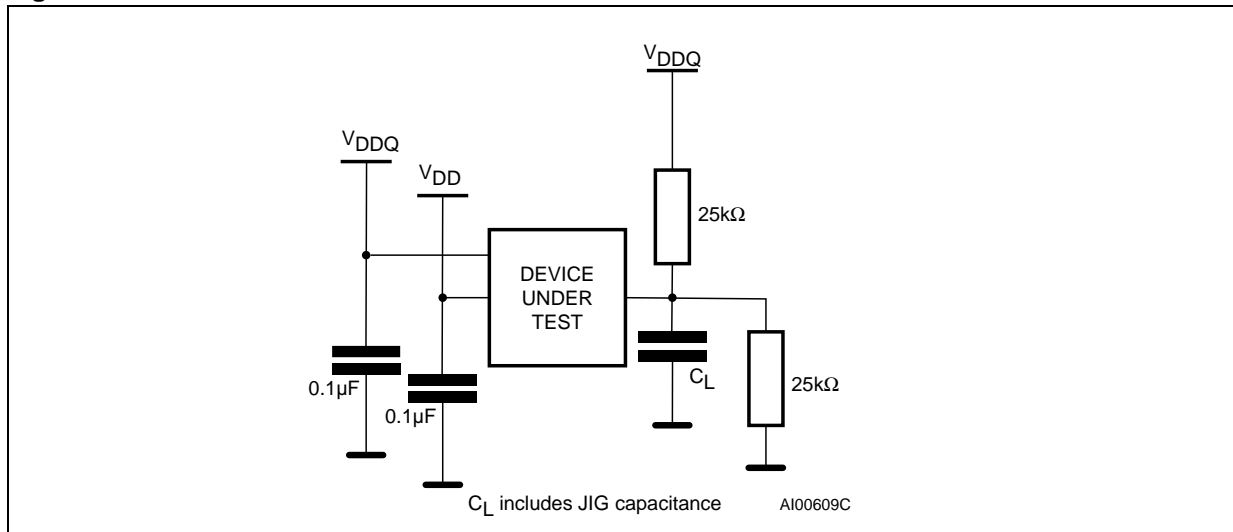 VDDQ
VDDQ
VDD
25kΩ
DEVICE
UNDER
TEST
CL
0.1µF
25kΩ
0.1µF
CL includes JIG capacitance
AI00609C